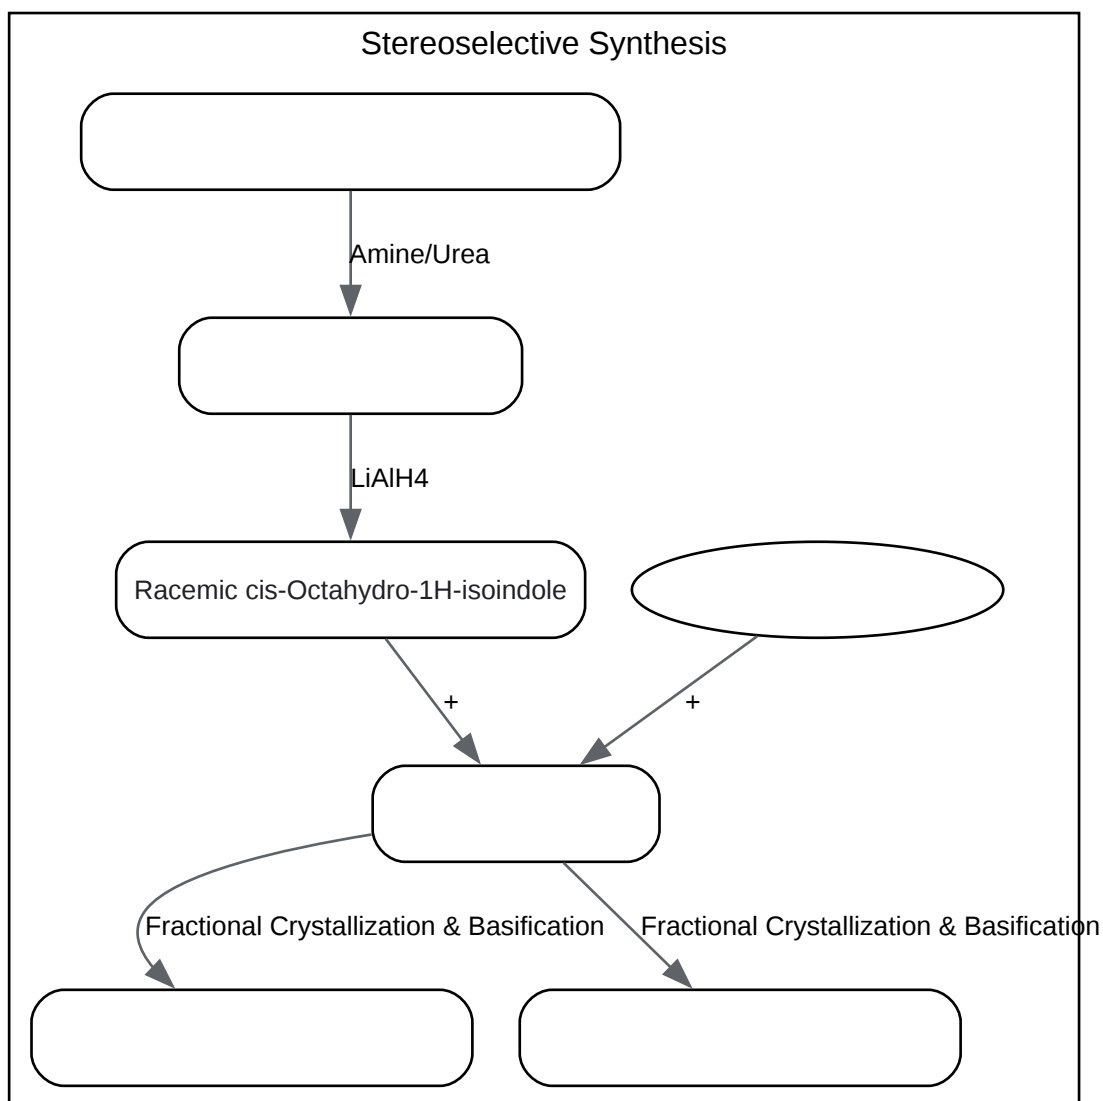 Stereoselective Synthesis
Amine/Urea
LiAlH4
Racemic cis-Octahydro-1H-isoindole
+
+
Fractional Crystallization & Basification
Fractional Crystallization & Basification